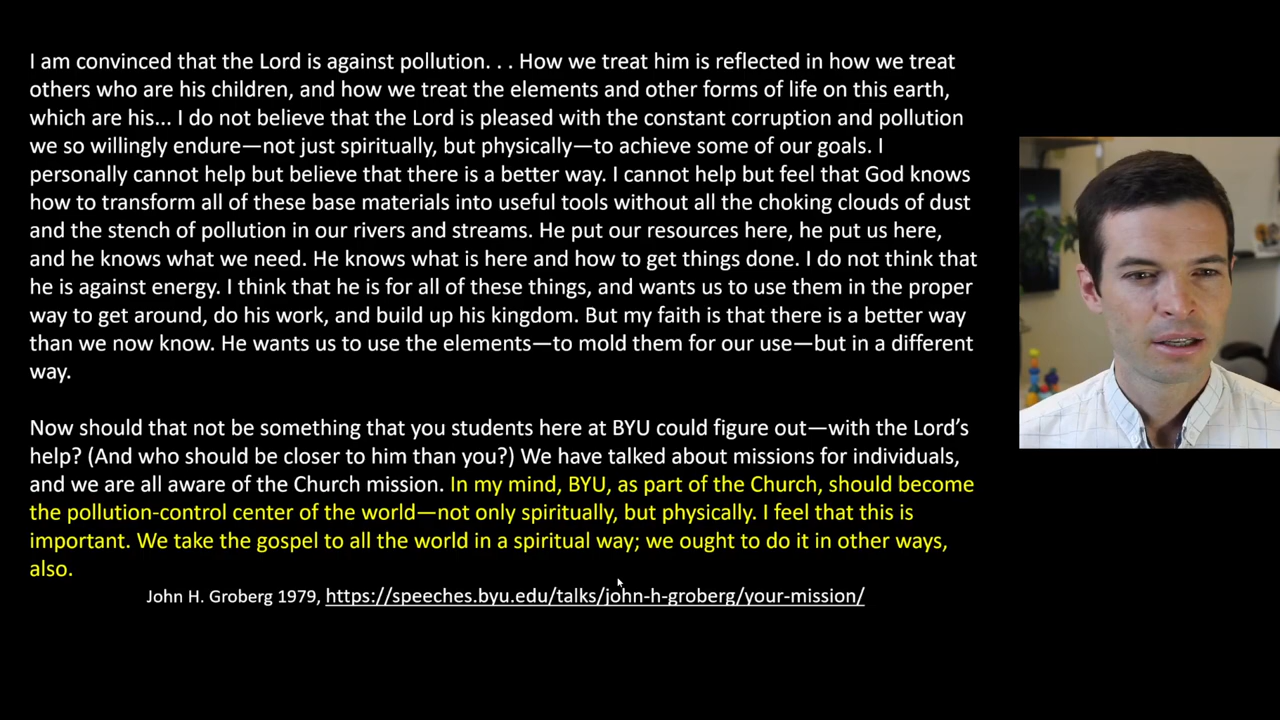 I am convinced that the Lord is against pollution. . . How we treat him is reflected in how we treat
others who are his children, and how we treat the elements and other forms of life on this earth,
which are his... I do not believe that the Lord is pleased with the constant corruption and pollution
we so willingly endure—not just spiritually, but physically—to achieve some of our goals. I
personally cannot help but believe that there is a better way. I cannot help but feel that God knows
how to transform all of these base materials into useful tools without all the choking clouds of dust
and the stench of pollution in our rivers and streams. He put our resources here, he put us here,
and he knows what we need. He knows what is here and how to get things done. I do not think that
he is against energy. I think that he is for all of these things, and wants us to use them in the proper
way to get around, do his work, and build up his kingdom. But my faith is that there is a better way
than we now know. He wants us to use the elements—to mold them for our use—but in a different
way.
Now should that not be something that you students here at BYU could figure out—with the Lord's
help? (And who should be closer to him than you?) We have talked about missions for individuals,
and we are all aware of the Church mission. In my mind, BYU, as part of the Church, should become
the pollution-control center of the world—not only spiritually, but physically. I feel that this is
important. We take the gospel to all the world in a spiritual way; we ought to do it in other ways,
also.
John H. Groberg 1979, https://speeches.byu.edu/talks/john-h-groberg/your-mission/